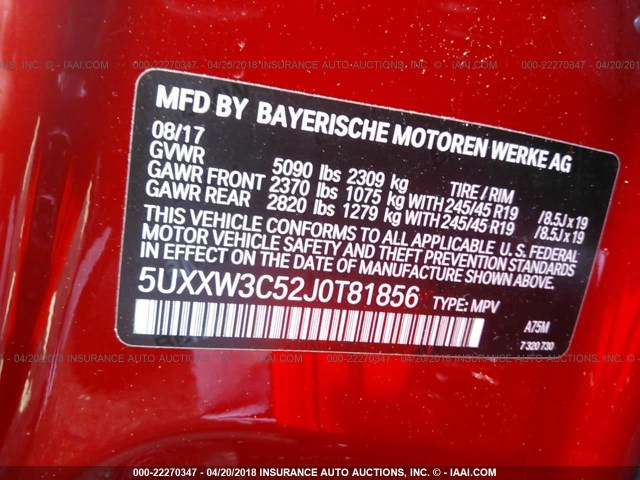 MFD BY BAYERISCHE MOTOREN WERKE AG
08/17
GVWR 5090 lbs 2309 kg TIRE / RIM
GAWR FRONT 2370 lbs 1075 kg WITH 245/45 R19 /8.5J x 19
GAWR REAR 2820 lbs 1279 kg WITH 245/45 R19 /8.5J x 19
THIS VEHICLE CONFORMS TO ALL APPLICABLE U.S. FEDERAL
MOTOR VEHICLE SAFETY AND THEFT PREVENTION STANDARDS
IN EFFECT ON THE DATE OF MANUFACTURE SHOWN ABOVE.
5UXXW3C52J0T81856 TYPE: MPV
A75M
7 320 730
000-22270347 - 04/20/2018 INSURANCE AUTO AUCTIONS, INC. - © IAAI.COM